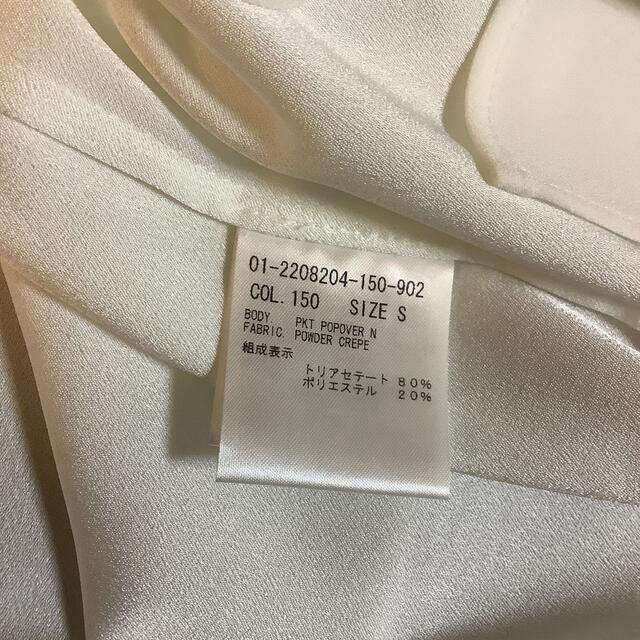 01-2208204-150-902
COL. 150 SIZE S
BODY. PKT POPOVER N
FABRIC. POWDER CREPE
組成表示
トリアセテート 80%
ポリエステル 20%